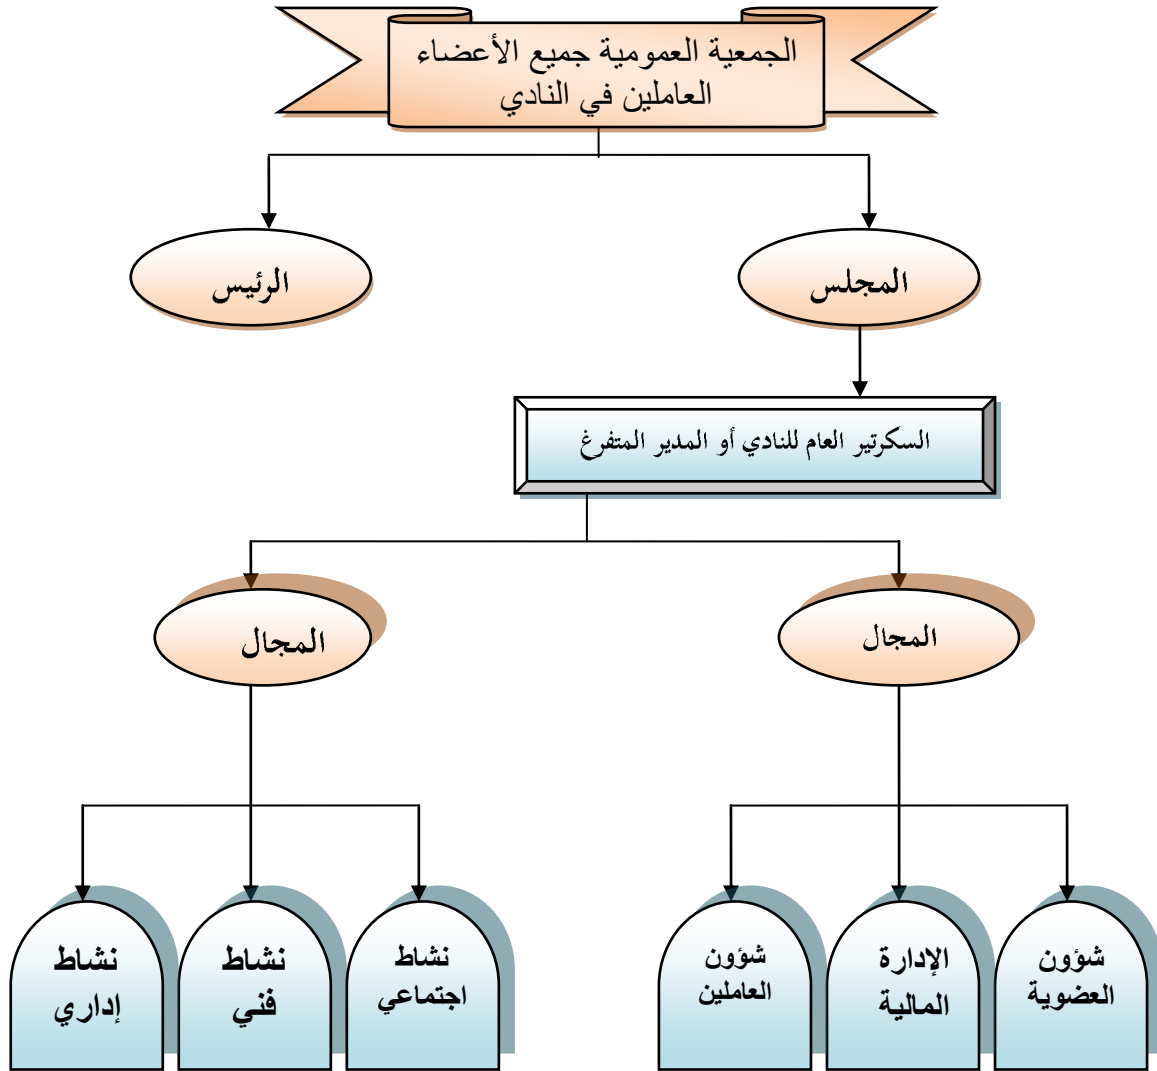 الجمعية العمومية جميع الأعضاء
العاملين في النادي
المجلس
الرئيس
السكرتير العام للنادي أو المدير المتفرغ
المجال
المجال
شؤون
العضوية
الإدارة
المالية
شؤون
العاملين
نشاط
اجتماعي
نشاط
فني
نشاط
إداري